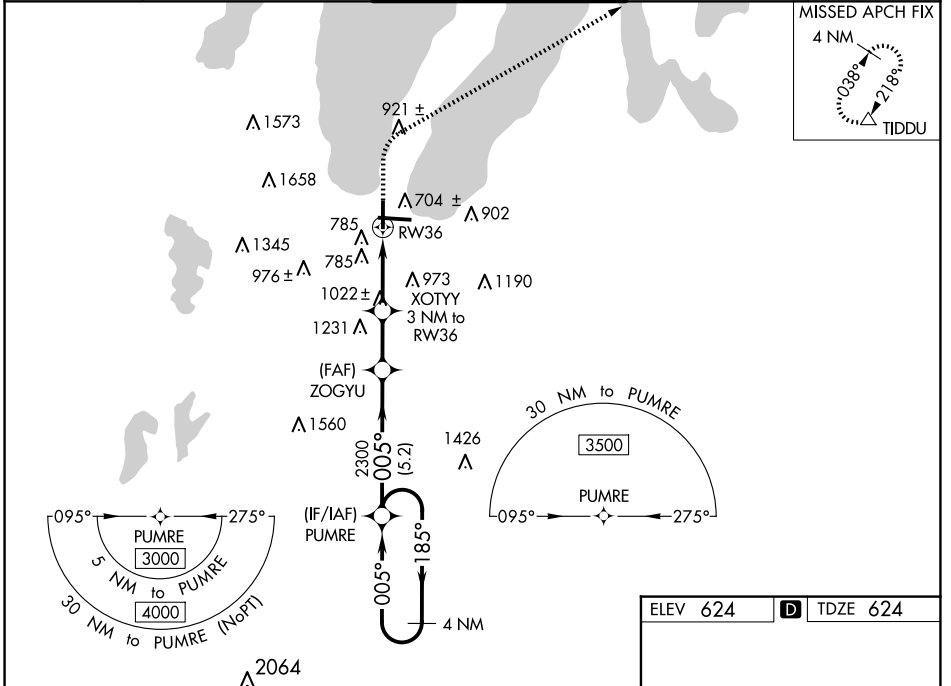 MISSED APCH FIX
4 NM
038°
218°
TIDDU
921 ±
1573
1658
704 ±
902
785
RW36
1345
976 ±
785
973
1190
1022 ±
XOTYY
3 NM to
RW36
1231
(FAF)
ZOGYU
1560
2300
005°
(5.2)
1426
30 NM to PUMRE
3500
PUMRE
095°
275°
095°
275°
PUMRE
3000
5 NM to PUMRE
4000
30 NM to PUMRE (NoPT)
(IF/IAF)
PUMRE
005°
185°
4 NM
2064
ELEV 624 D TDZE 624